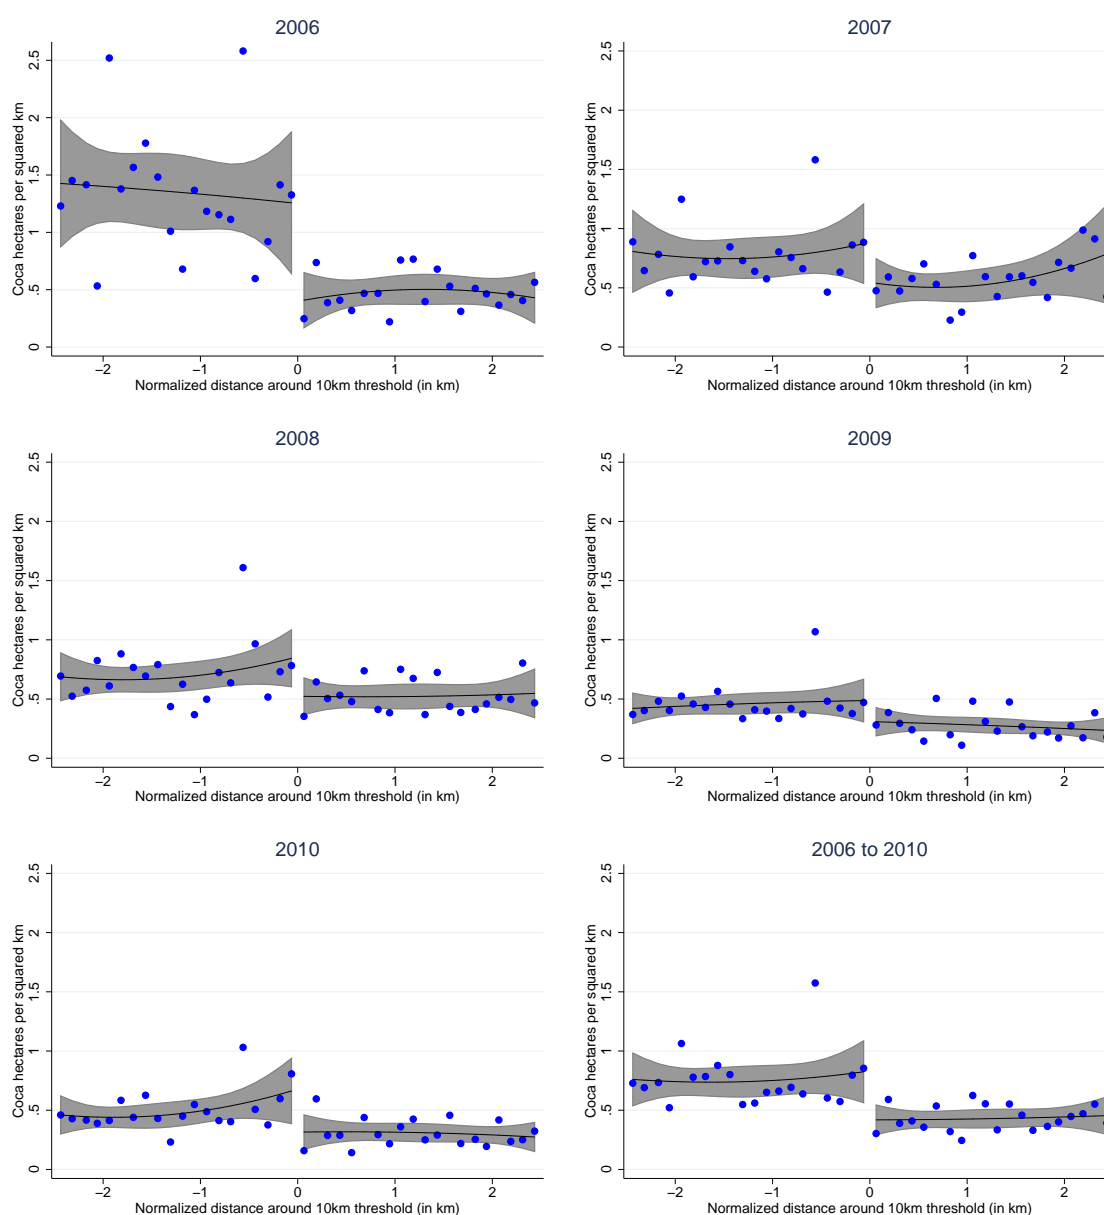 2006
Coca hectares per squared km
2.5
2
1.5
1
.5
0
−2 −1 0 1 2
Normalized distance around 10km threshold (in km)
2007
Coca hectares per squared km
2.5
2
1.5
1
.5
0
−2 −1 0 1 2
Normalized distance around 10km threshold (in km)
2008
Coca hectares per squared km
2.5
2
1.5
1
.5
0
−2 −1 0 1 2
Normalized distance around 10km threshold (in km)
2009
Coca hectares per squared km
2.5
2
1.5
1
.5
0
−2 −1 0 1 2
Normalized distance around 10km threshold (in km)
2010
Coca hectares per squared km
2.5
2
1.5
1
.5
0
−2 −1 0 1 2
Normalized distance around 10km threshold (in km)
2006 to 2010
Coca hectares per squared km
2.5
2
1.5
1
.5
0
−2 −1 0 1 2
Normalized distance around 10km threshold (in km)